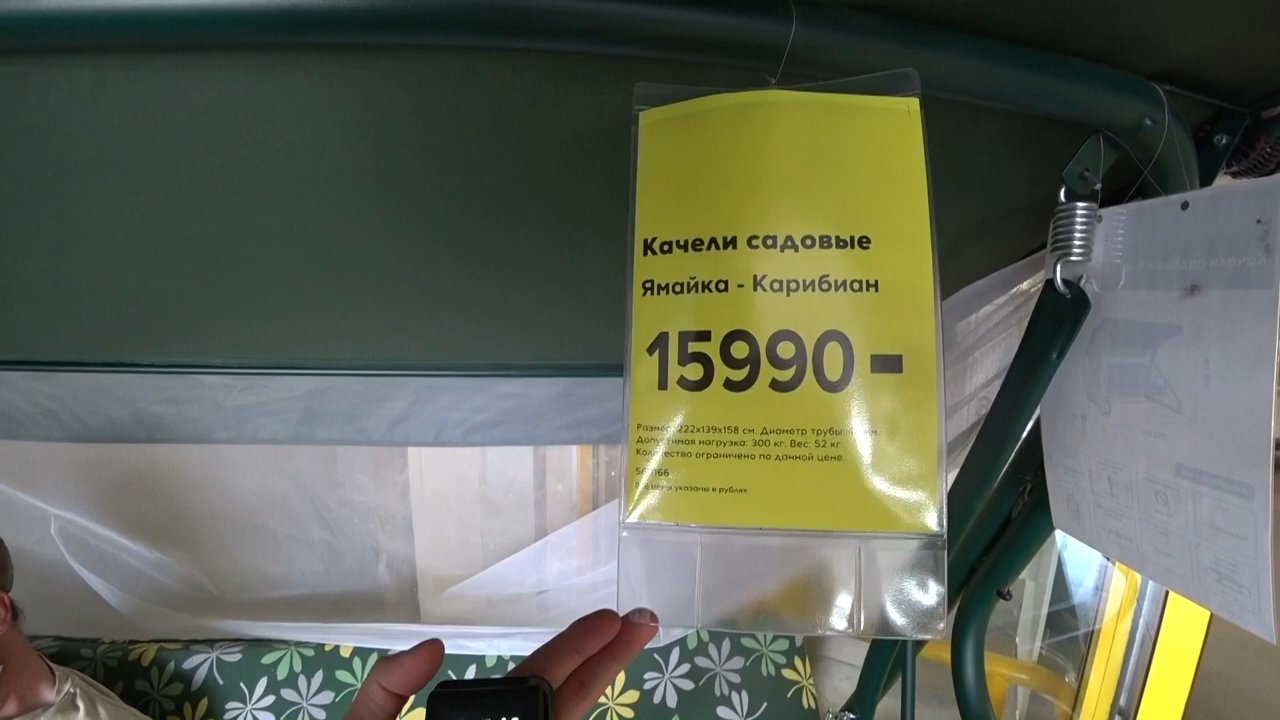 Качели садовые
Ямайка - Карибиан
15990-
Размер: 222х139х158 см. Диаметр трубы:
Допустимая нагрузка: 300 кг. Вес: 52 кг
Количество ограничено по данной цене.
цены указаны в рублях